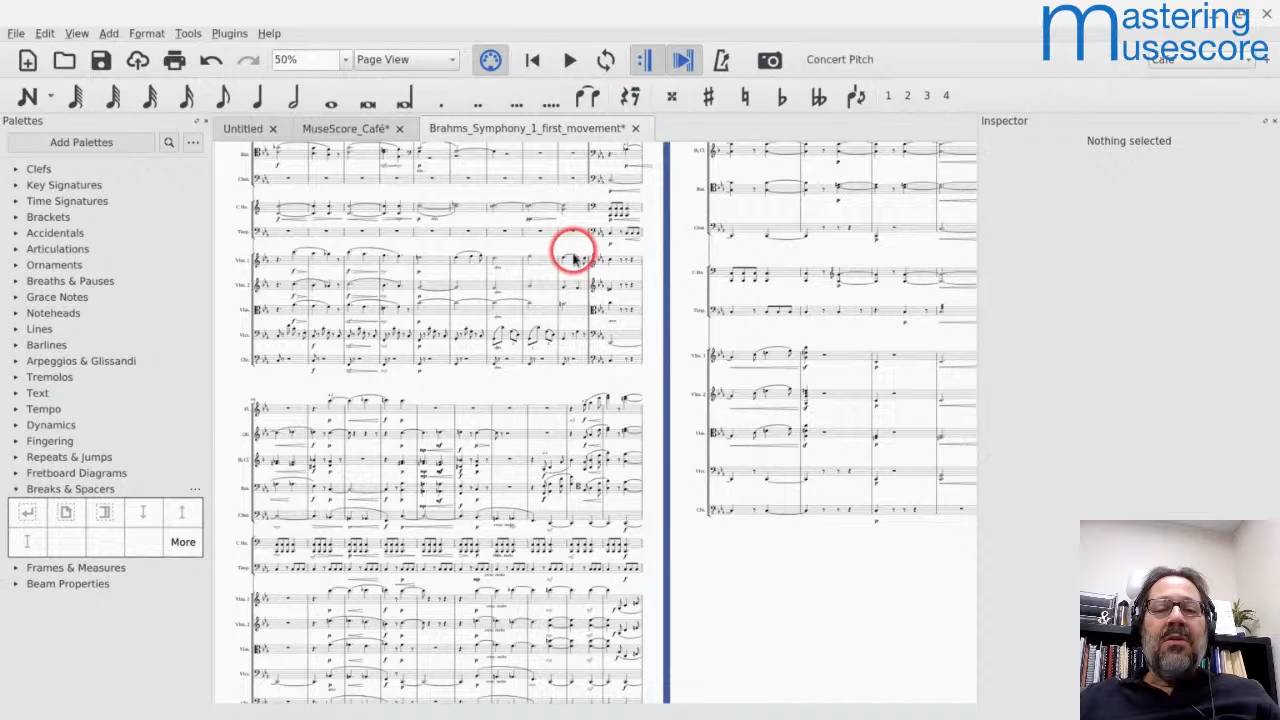 Mastering
Musescore
File Edit View Add Format Tools Plugins Help
50% Page View Concert Pitch
1 2 3 4
Palettes
Untitled MuseScore_Café* Brahms_Symphony_1_first_movement*
Inspector
Add Palettes
Nothing selected
Clefs
Key Signatures
Time Signatures
Brackets
Accidentals
Articulations
Ornaments
Breaths & Pauses
Grace Notes
Noteheads
Lines
Barlines
Arpeggios & Glissandi
Tremolos
Text
Tempo
Dynamics
Fingering
Repeats & Jumps
Fretboard Diagrams
Breaks & Spacers
More
Frames & Measures
Beam Properties